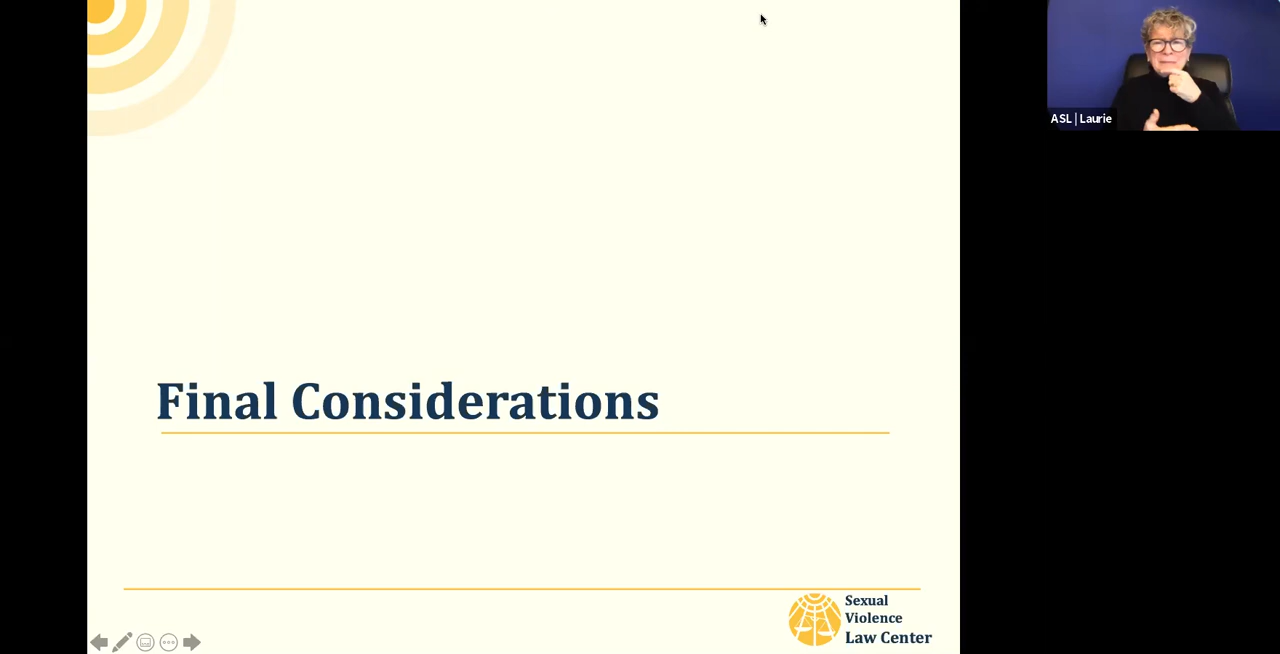 ASL | Laurie
Final Considerations
Sexual
Violence
Law Center